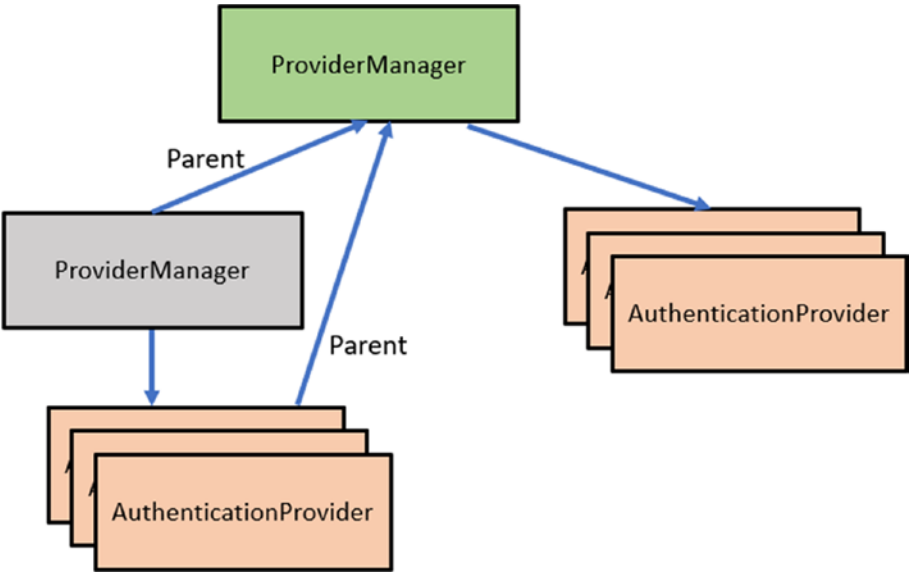 ProviderManager
Parent
ProviderManager
AuthenticationProvider
Parent
AuthenticationProvider